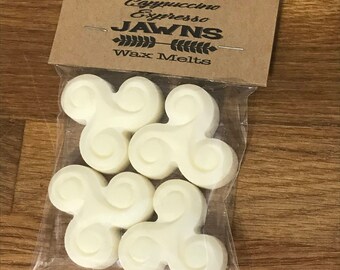 Cappuccino
Espresso
JAWNS
Wax Melts